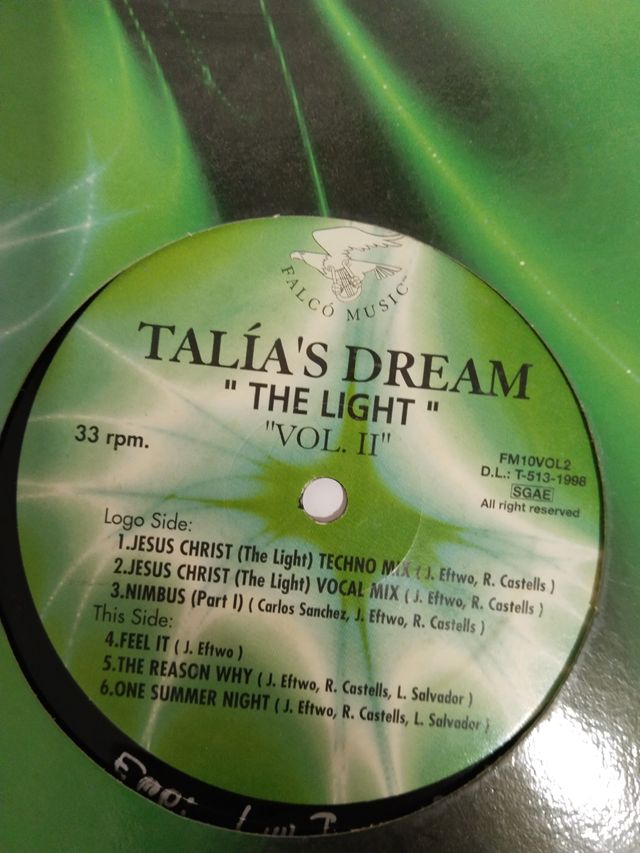 FALCÓ MUSIC
TALÍA'S DREAM
" THE LIGHT "
"VOL. II"
33 rpm.
FM10VOL2
D.L.: T-513-1998
SGAE
All right reserved
Logo Side:
1.JESUS CHRIST (The Light) TECHNO MIX ( J. Eftwo, R. Castells )
2.JESUS CHRIST (The Light) VOCAL MIX ( J. Eftwo, R. Castells )
3.NIMBUS (Part I) ( Carlos Sanchez, J. Eftwo, R. Castells )
This Side:
4.FEEL IT ( J. Eftwo )
5.THE REASON WHY ( J. Eftwo, R. Castells, L. Salvador )
6.ONE SUMMER NIGHT ( J. Eftwo, R. Castells, L. Salvador )